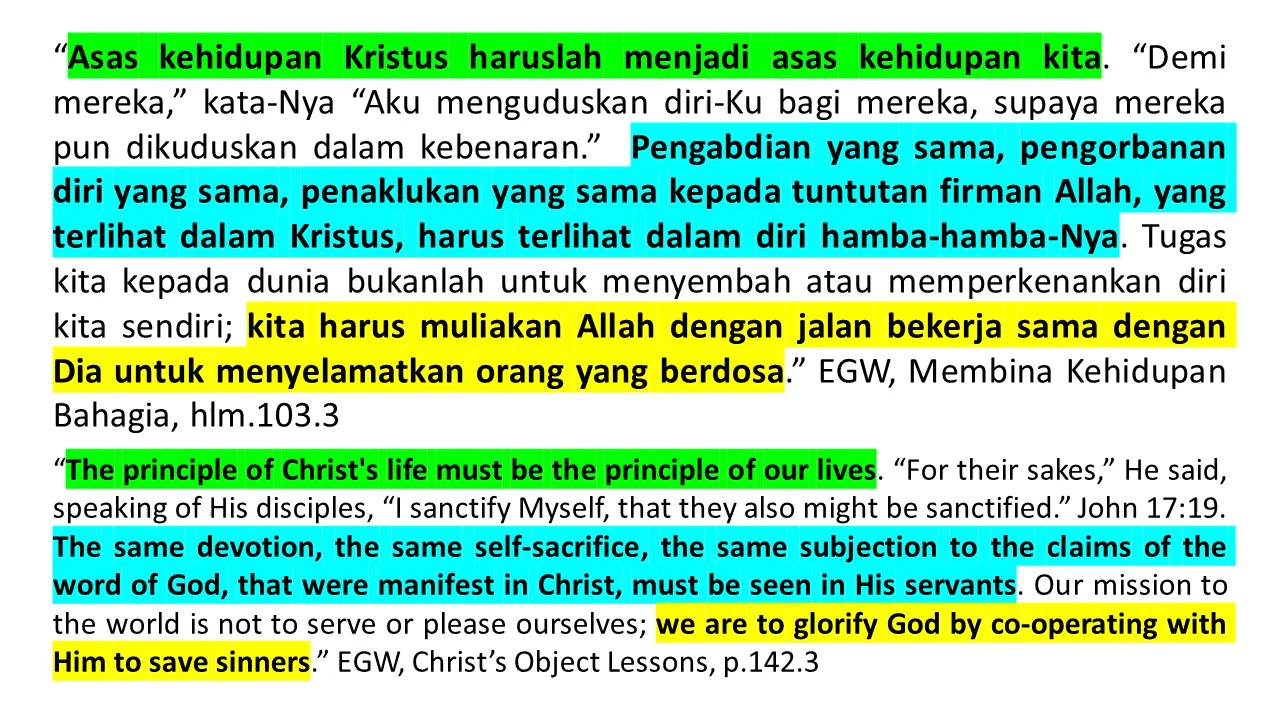 “Asas kehidupan Kristus haruslah menjadi asas kehidupan kita. “Demi
mereka,” kata-Nya “Aku menguduskan diri-Ku bagi mereka, supaya mereka
pun dikuduskan dalam kebenaran.” Pengabdian yang sama, pengorbanan
diri yang sama, penaklukan yang sama kepada tuntutan firman Allah, yang
terlihat dalam Kristus, harus terlihat dalam diri hamba-hamba-Nya. Tugas
kita kepada dunia bukanlah untuk menyembah atau memperkenankan diri
kita sendiri; kita harus muliakan Allah dengan jalan bekerja sama dengan
Dia untuk menyelamatkan orang yang berdosa.” EGW, Membina Kehidupan
Bahagia, hlm.103.3
“The principle of Christ's life must be the principle of our lives. “For their sakes,” He said,
speaking of His disciples, “I sanctify Myself, that they also might be sanctified.” John 17:19.
The same devotion, the same self-sacrifice, the same subjection to the claims of the
word of God, that were manifest in Christ, must be seen in His servants. Our mission to
the world is not to serve or please ourselves; we are to glorify God by co-operating with
Him to save sinners.” EGW, Christ’s Object Lessons, p.142.3